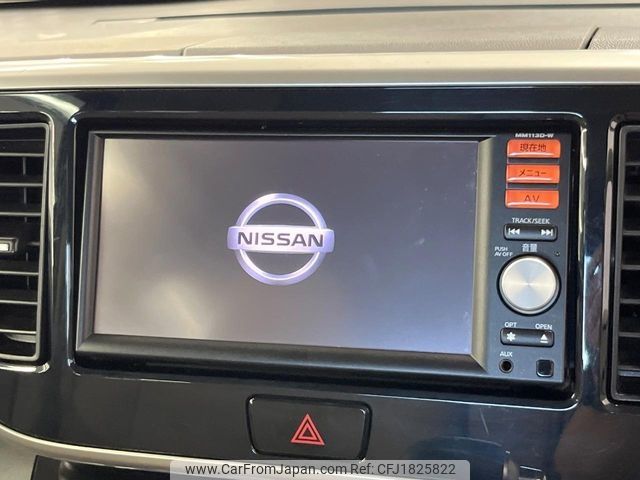 MM113D-W
現在地
メニュー
AV
TRACK/SEEK
音量
PUSH
AV OFF
NISSAN
OPT
OPEN
AUX
www.CarFromJapan.com Ref ID: CFJ1825822